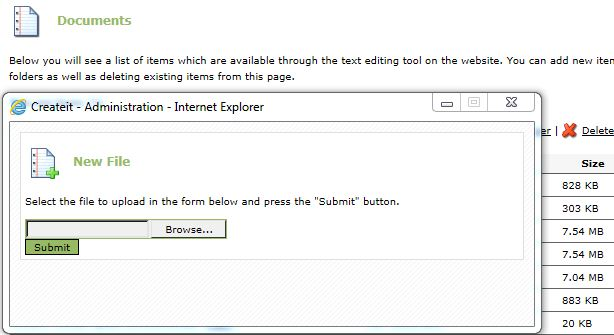 Documents
Below you will see a list of items which are available through the text editing tool on the website. You can add new
folders as well as deleting existing items from this page.
Createit - Administration - Internet Explorer
| Delete
New File
Size
Select the file to upload in the form below and press the "Submit" button.
828 KB
303 KB
Browse...
7.54 MB
Submit
7.54 MB
7.04 MB
883 KB
20 KB